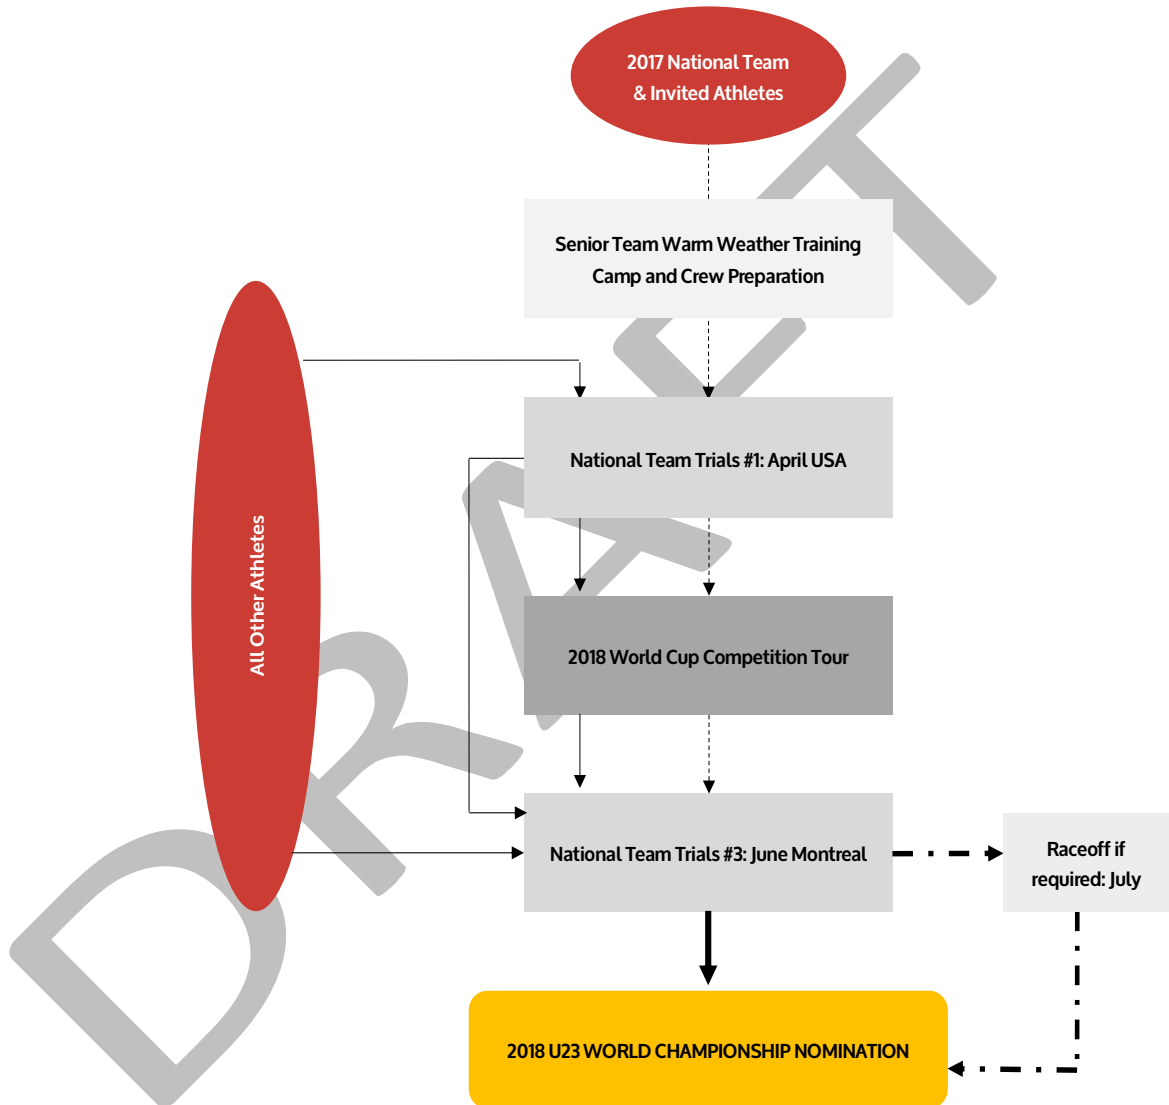 2017 National Team
& Invited Athletes
Senior Team Warm Weather Training
Camp and Crew Preparation
National Team Trials #1: April USA
All Other Athletes
2018 World Cup Competition Tour
National Team Trials #3: June Montreal
Raceoff if
required: July
2018 U23 WORLD CHAMPIONSHIP NOMINATION
DRAFT